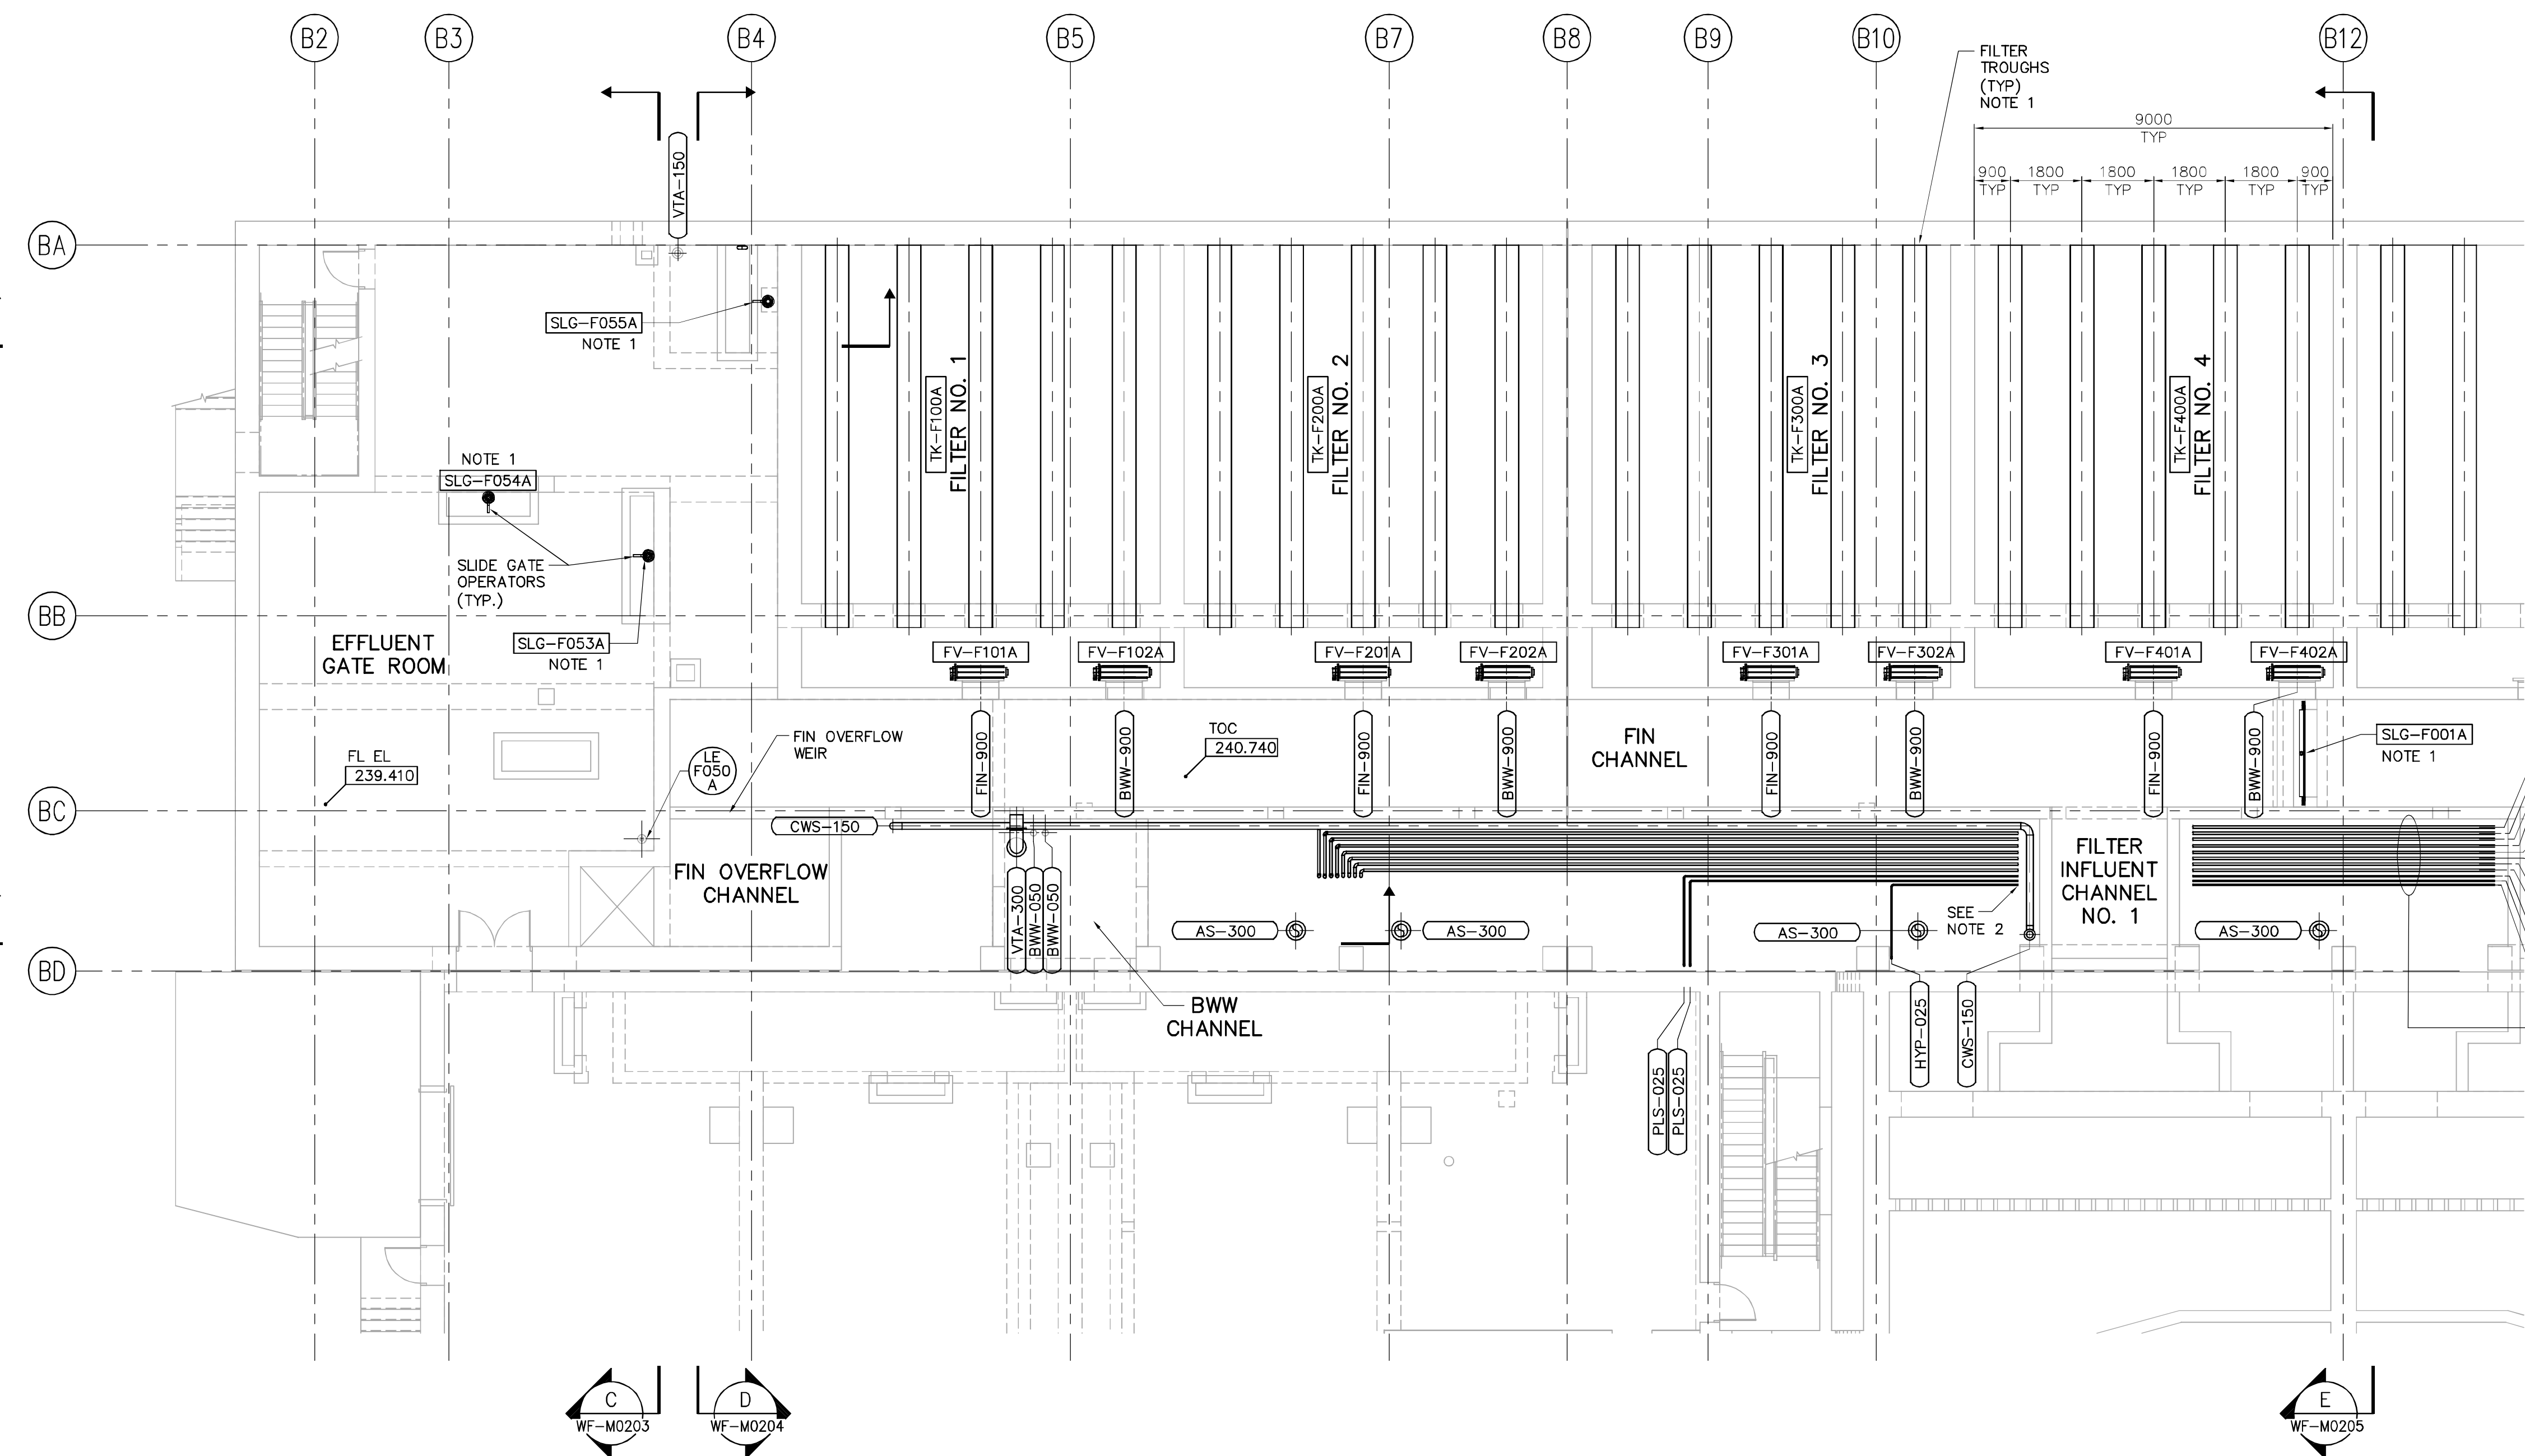 B2
B3
B4
B5
B7
B8
B9
B10
B12
FILTER
TROUGHS
(TYP)
NOTE 1
9000
TYP
900
TYP
1800
TYP
1800
TYP
1800
TYP
1800
TYP
900
TYP
VTA-150
BA
SLG-F055A
NOTE 1
TK-F100A
FILTER NO. 1
TK-F200A
FILTER NO. 2
TK-F300A
FILTER NO. 3
TK-F400A
FILTER NO. 4
NOTE 1
SLG-F054A
SLIDE GATE
OPERATORS
(TYP.)
BB
EFFLUENT
GATE ROOM
SLG-F053A
NOTE 1
FV-F101A
FV-F102A
FV-F201A
FV-F202A
FV-F301A
FV-F302A
FV-F401A
FV-F402A
FL EL
239.410
LE
F050
A
FIN OVERFLOW
WEIR
FIN-900
BWW-900
TOC
240.740
FIN-900
BWW-900
FIN
CHANNEL
FIN-900
BWW-900
FIN-900
BWW-900
SLG-F001A
NOTE 1
BC
CWS-150
FIN OVERFLOW
CHANNEL
VTA-300
BWW-050
BWW-050
AS-300
AS-300
AS-300
SEE
NOTE 2
FILTER
INFLUENT
CHANNEL
NO. 1
AS-300
BD
BWW
CHANNEL
PLS-025
PLS-025
HYP-025
CWS-150
C
WF-M0203
D
WF-M0204
E
WF-M0205